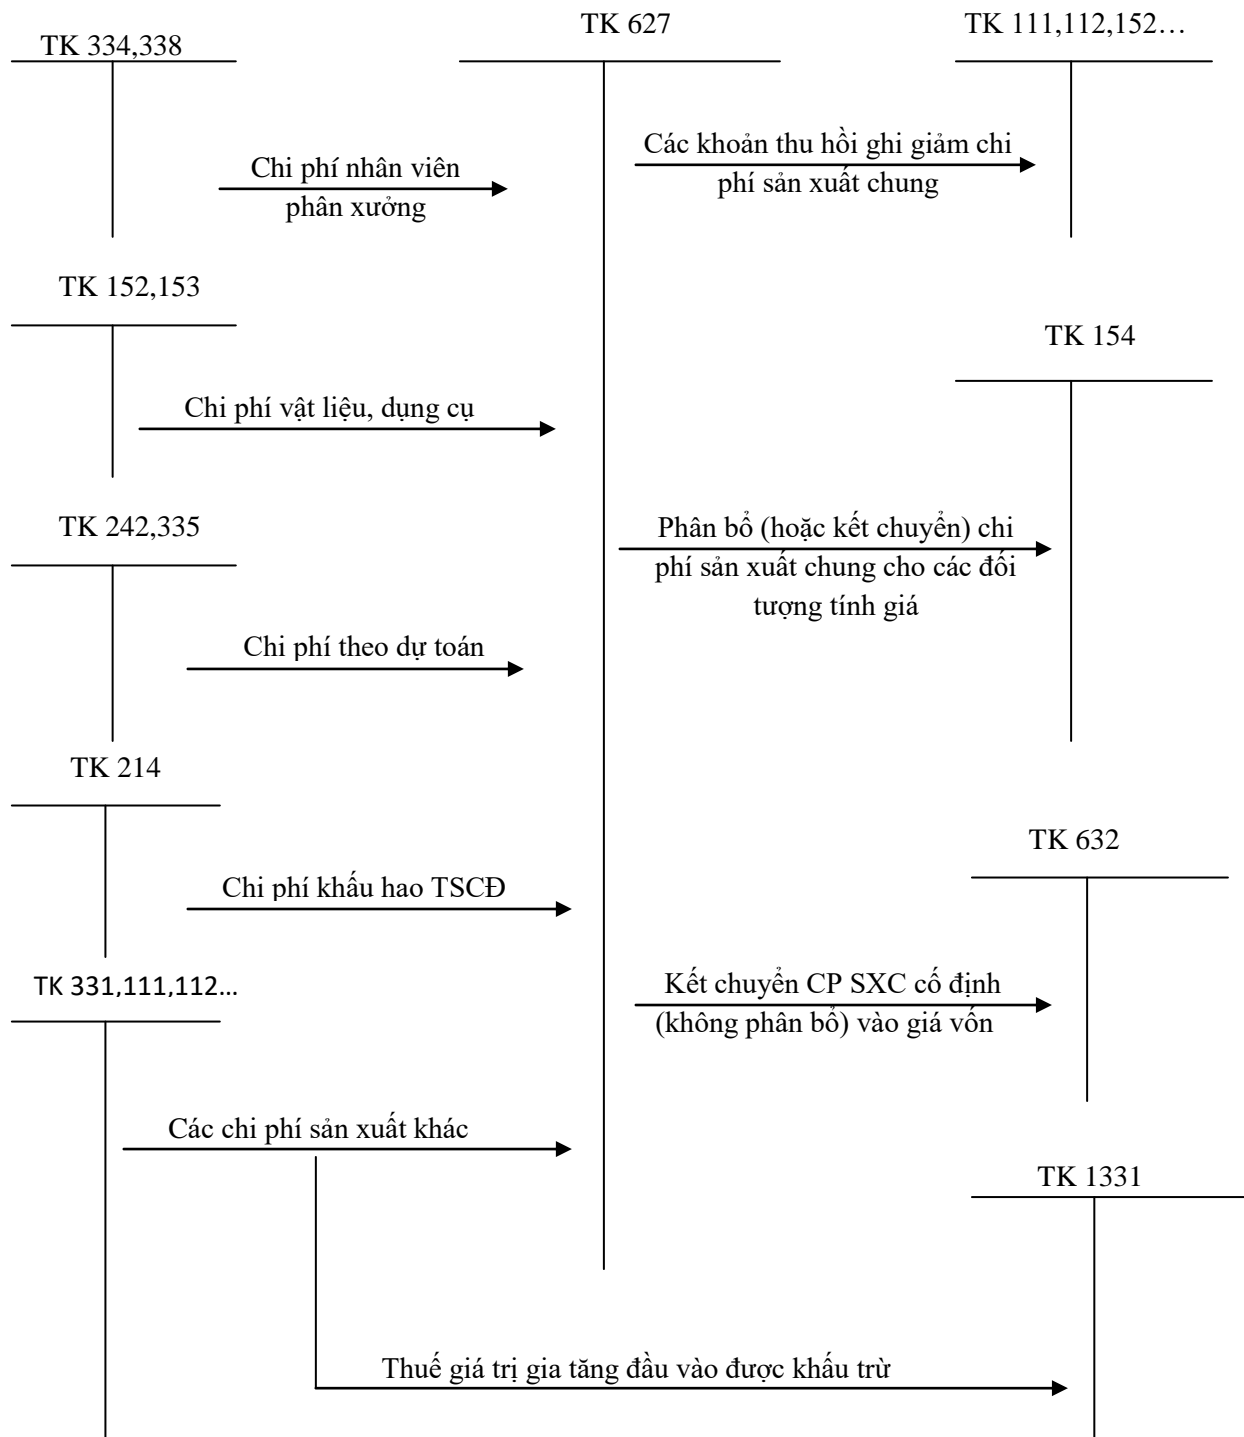 TK 334,338
TK 627
TK 111,112,152…
Chi phí nhân viên
phân xưởng
Các khoản thu hồi ghi giảm chi
phí sản xuất chung
TK 152,153
TK 154
Chi phí vật liệu, dụng cụ
TK 242,335
Phân bổ (hoặc kết chuyển) chi
phí sản xuất chung cho các đối
tượng tính giá
Chi phí theo dự toán
TK 214
TK 632
Chi phí khấu hao TSCĐ
TK 331,111,112…
Kết chuyển CP SXC cố định
(không phân bổ) vào giá vốn
Các chi phí sản xuất khác
TK 1331
Thuế giá trị gia tăng đầu vào được khấu trừ